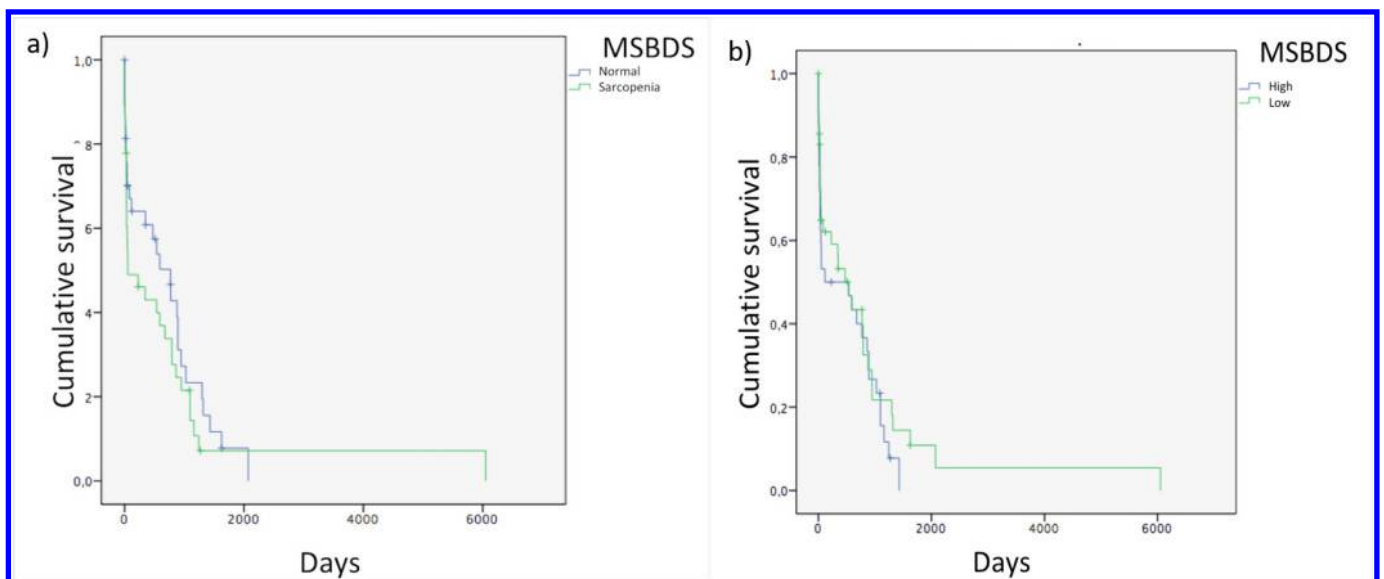 a)
MSBDS
Normal
Sarcopenia
1,0
8
6
4
2
0,0
Cumulative survival
0 2000 4000 6000
Days
b)
MSBDS
High
Low
1,0
0,8
0,6
0,4
0,2
0,0
Cumulative survival
0 2000 4000 6000
Days